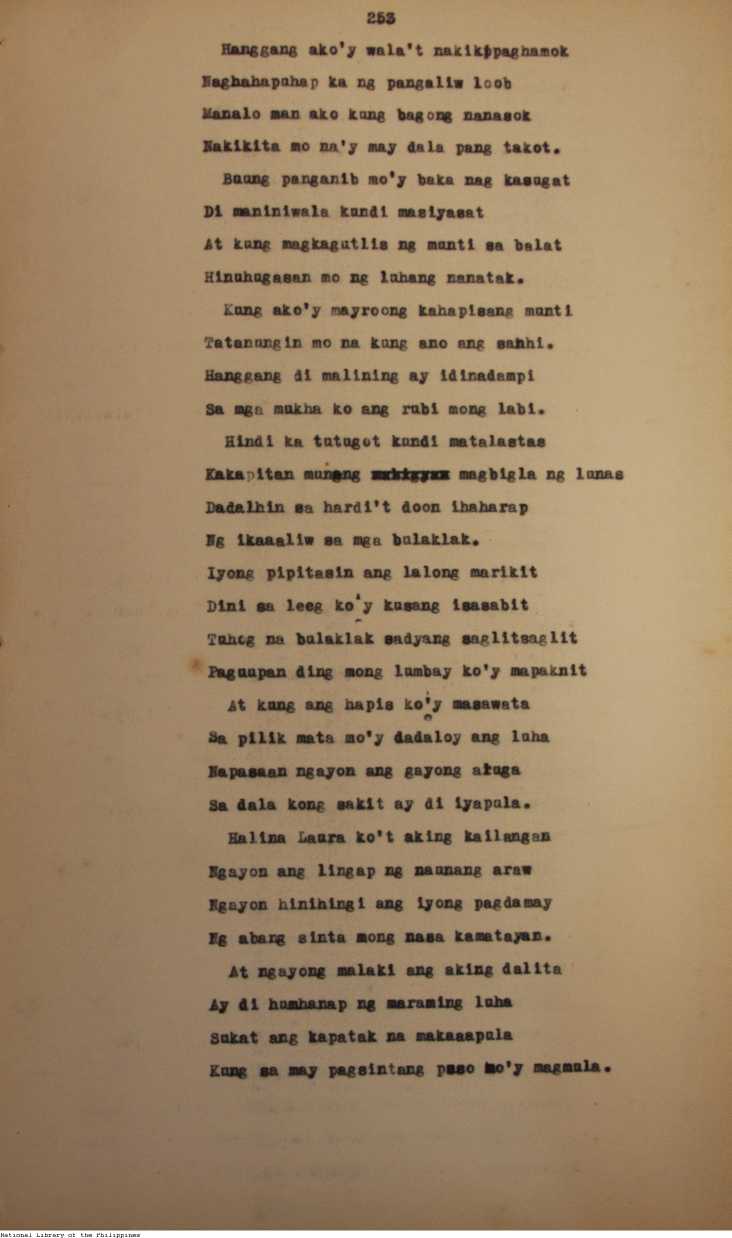 253
Hanggang ako'y wala't nakikipaghamok
Naghahapuhap ka ng pangaliw loob
Manalo man ako kung bagong nanasok
Nakikita mo na'y may dala pang takot.
Buung panganib mo'y baka nag kasugat
Di maniniwala kundi masiyasat
At kung magkagutlis ng munti sa balat
Hinuhugasan mo ng luhang nanatak.
Kung ako'y mayroong kahapisang munti
Tatanungin mo na kung ano ang sanhi.
Hanggang di malining ay idinadampi
Sa mga mukha ko ang rubi mong labi.
Hindi ka tutugot kundi matalastas
Kakapitan munang magbigla ng lunas
Dadalhin sa hardi't doon ihaharap
Ng ikaaaliw sa mga bulaklak.
Iyong pipitasin ang lalong marikit
Dini sa leeg ko'y kusang isasabit
Tuhog na bulaklak sadyang saglitsaglit
Paguupan ding mong lumbay ko'y mapaknit
At kung ang hapis ko'y masawata
Sa pilik mata mo'y dadaloy ang luha
Napasaan ngayon ang gayong aruga
Sa dala kong sakit ay di iyapula.
Halina Laura ko't aking kailangan
Ngayon ang lingap ng naunang araw
Ngayon hinihingi ang iyong pagdamay
Ng abang sinta mong nasa kamatayan.
At ngayong malaki ang aking dalita
Ay di humhanap ng maraming luha
Sukat ang kapatak na makaaapula
Kung sa may pagsintang puso mo'y magmula.
National Library of the Philippines